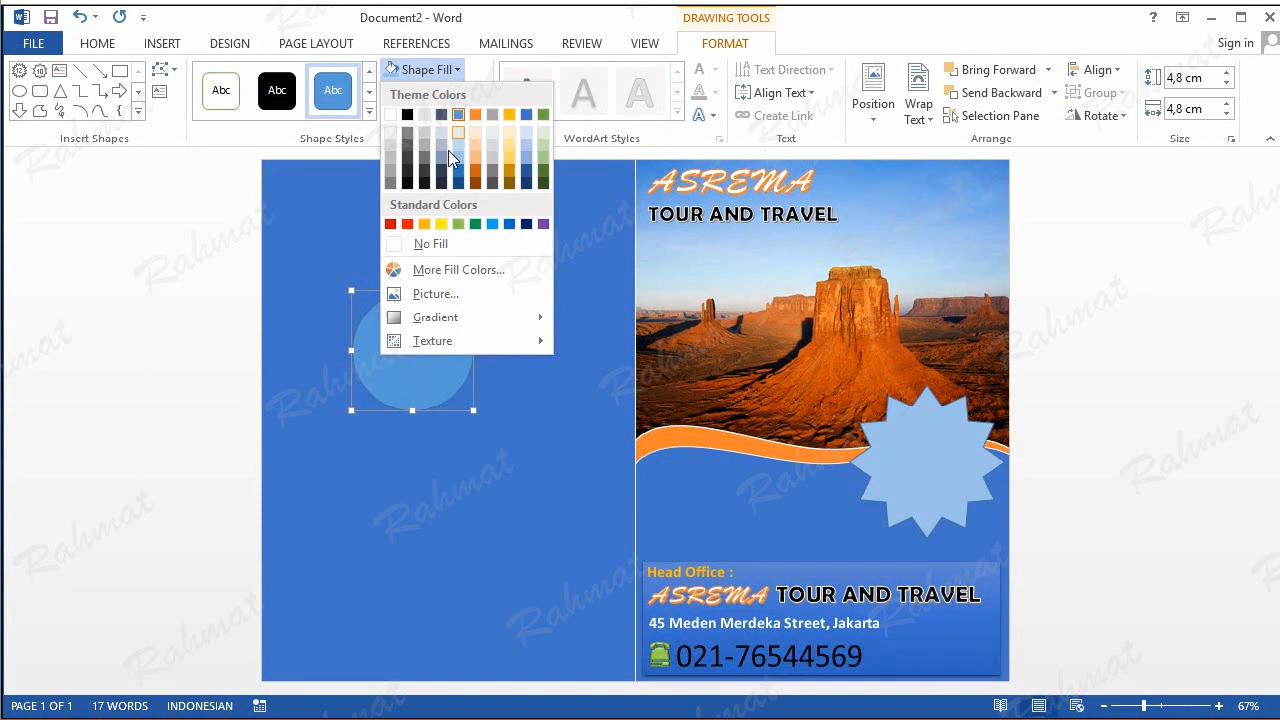 Document2 - Word
DRAWING TOOLS
?
FILE HOME INSERT DESIGN PAGE LAYOUT REFERENCES MAILINGS REVIEW VIEW FORMAT Sign in
Abc Abc Abc
Shape Fill
A A A
Text Direction
Align Text
Create Link
Position
Wrap
Text
Bring Forward
Send Backward
Selection Pane
Align
Group
Rotate
4,8 cm
4,8 cm
Insert Shapes Shape Styles WordArt Styles Text Arrange Size
Theme Colors
Standard Colors
No Fill
More Fill Colors...
Picture...
Gradient
Texture
ASREMA
TOUR AND TRAVEL
Head Office :
ASREMA TOUR AND TRAVEL
45 Meden Merdeka Street, Jakarta
021-76544569
Rahmat
PAGE 1 OF 1 17 WORDS INDONESIAN 67%